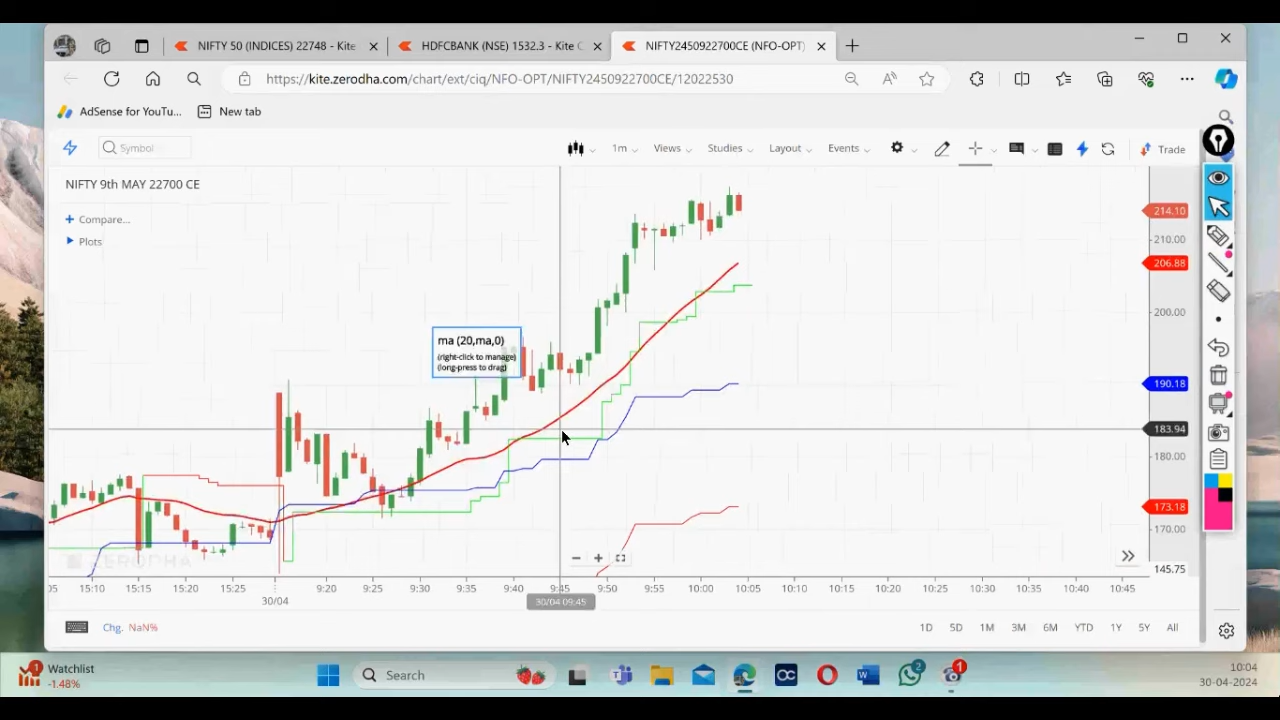 NIFTY 50 (INDICES) 22748 - Kite
HDFCBANK (NSE) 1532.3 - Kite C
NIFTY2450922700CE (NFO-OPT)
https://kite.zerodha.com/chart/ext/ciq/NFO-OPT/NIFTY2450922700CE/12022530
AdSense for YouTu...
New tab
Symbol
1m
Views
Studies
Layout
Events
Trade
NIFTY 9th MAY 22700 CE
Compare...
Plots
ma (20,ma,0)
(right-click to manage)
(long-press to drag)
214.10
210.00
206.88
200.00
190.18
183.94
180.00
173.18
170.00
145.75
ZERODHA
05 15:10 15:15 15:20 15:25 9:20 9:25 9:30 9:35 9:40 9:45 9:50 9:55 10:00 10:05 10:10 10:15 10:20 10:25 10:30 10:35 10:40 10:45
30/04
30/04 09:45
Chg. NaN%
1D 5D 1M 3M 6M YTD 1Y 5Y All
1
Watchlist
-1.48%
Search
2
1
10:04
30-04-2024